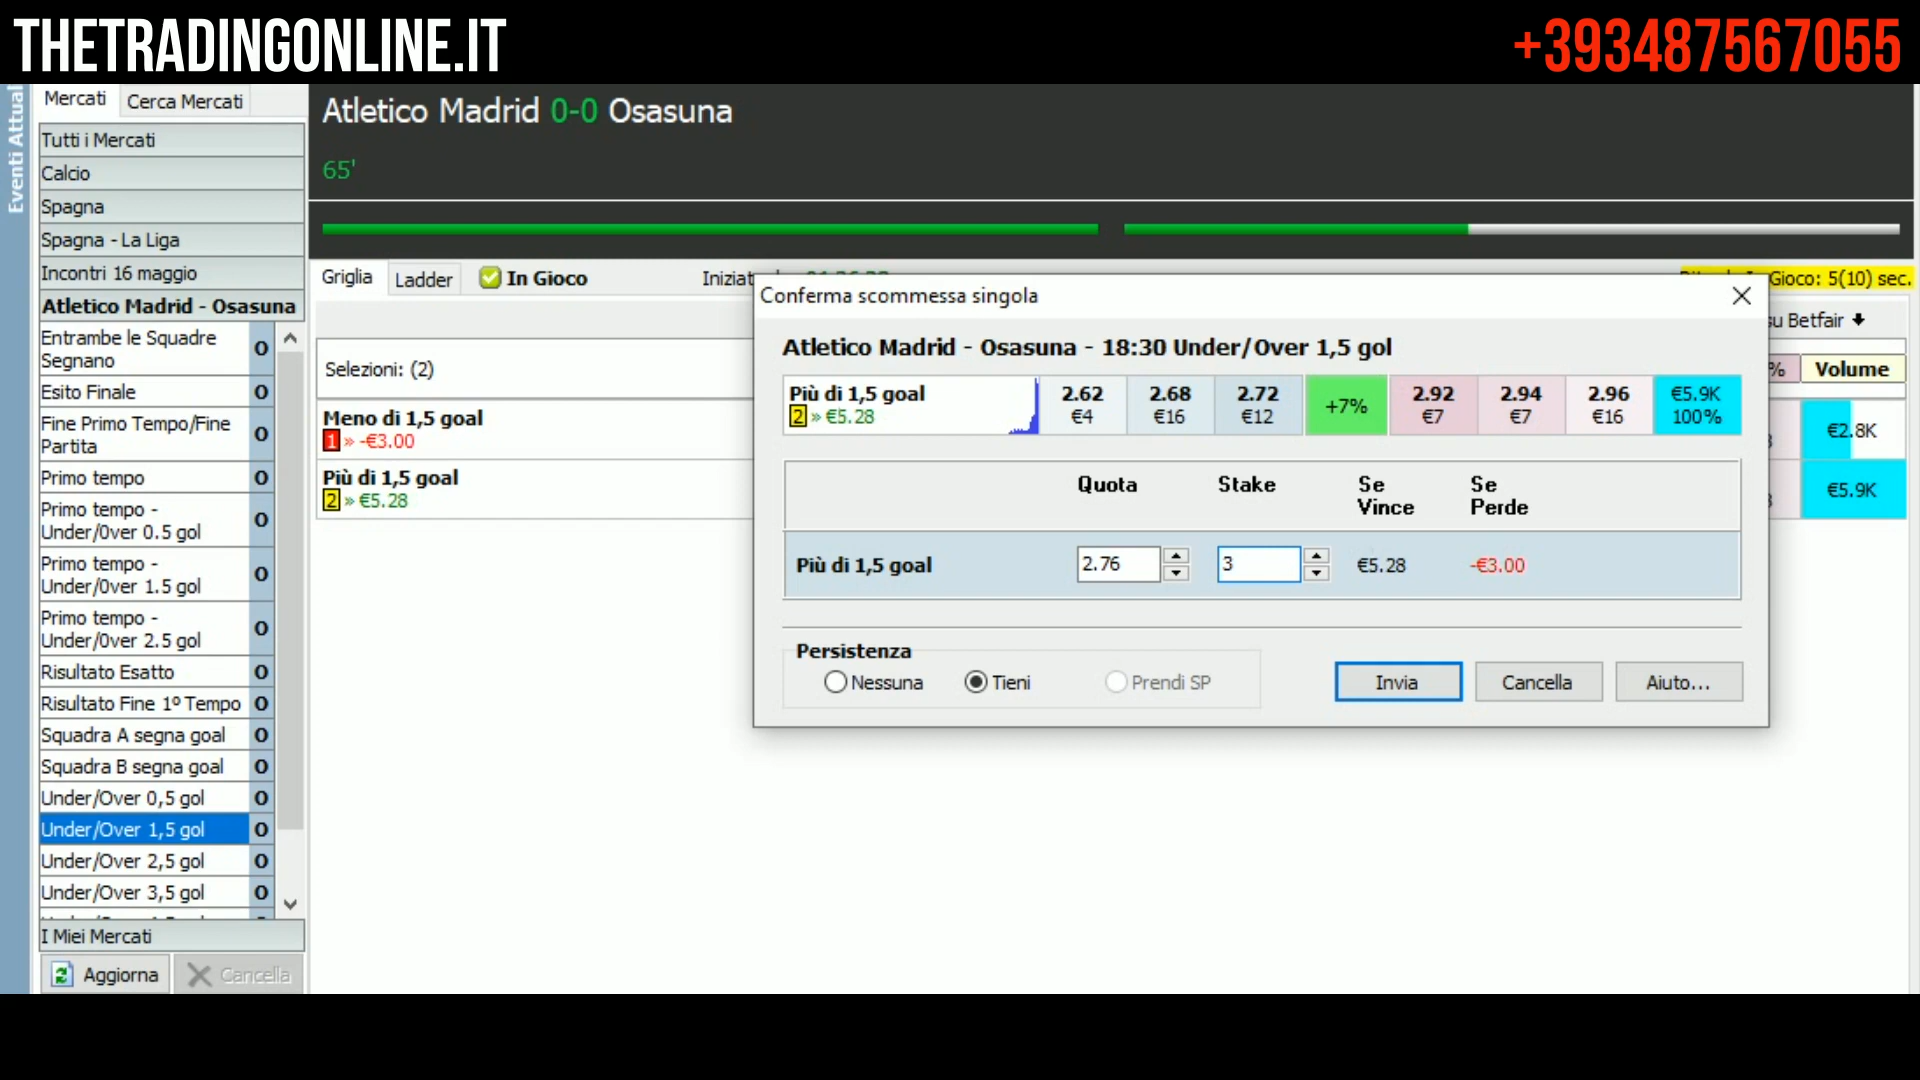 THETRADINGONLINE.IT
+393487567055
Eventi Attual
Mercati
Cerca Mercati
Tutti i Mercati
Calcio
Spagna
Spagna - La Liga
Incontri 16 maggio
Atletico Madrid - Osasuna
Entrambe le Squadre
Segnano
0
Esito Finale 0
Fine Primo Tempo/Fine
Partita
0
Primo tempo 0
Primo tempo -
Under/Over 0.5 gol
0
Primo tempo -
Under/Over 1.5 gol
0
Primo tempo -
Under/Over 2.5 gol
0
Risultato Esatto 0
Risultato Fine 1º Tempo 0
Squadra A segna goal 0
Squadra B segna goal 0
Under/Over 0,5 gol 0
Under/Over 1,5 gol 0
Under/Over 2,5 gol 0
Under/Over 3,5 gol 0
I Miei Mercati
Aggiorna
Cancella
Atletico Madrid 0-0 Osasuna
65'
Griglia
Ladder
In Gioco
Gioco: 5(10) sec.
su Betfair
% Volume
Selezioni: (2)
Meno di 1,5 goal
1 » -€3.00
€2.8K
Più di 1,5 goal
2 » €5.28
€5.9K
Conferma scommessa singola
Atletico Madrid - Osasuna - 18:30 Under/Over 1,5 gol
Più di 1,5 goal 2.62 2.68 2.72 +7% 2.92 2.94 2.96 €5.9K
2 » €5.28 €4 €16 €12 €7 €7 €16 100%
Quota Stake Se Vince Se Perde
Più di 1,5 goal 2.76 3 €5.28 -€3.00
Persistenza
Nessuna Tieni Prendi SP
Invia
Cancella
Aiuto...